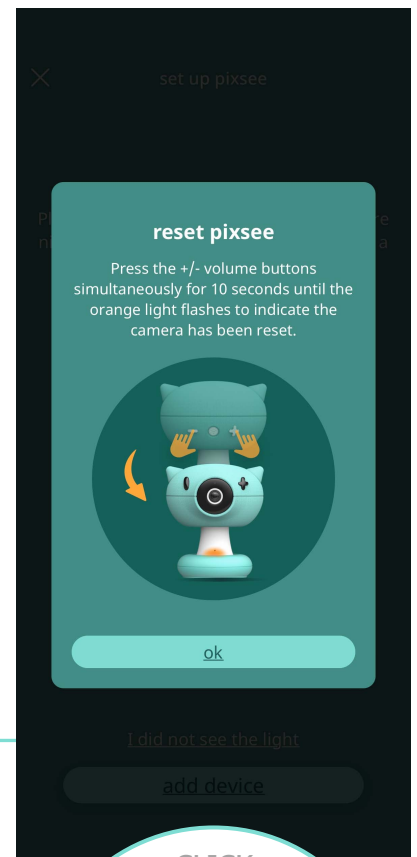 set up pixsee
reset pixsee
Press the +/- volume buttons
simultaneously for 10 seconds until the
orange light flashes to indicate the
camera has been reset.
ok
I did not see the light
add device